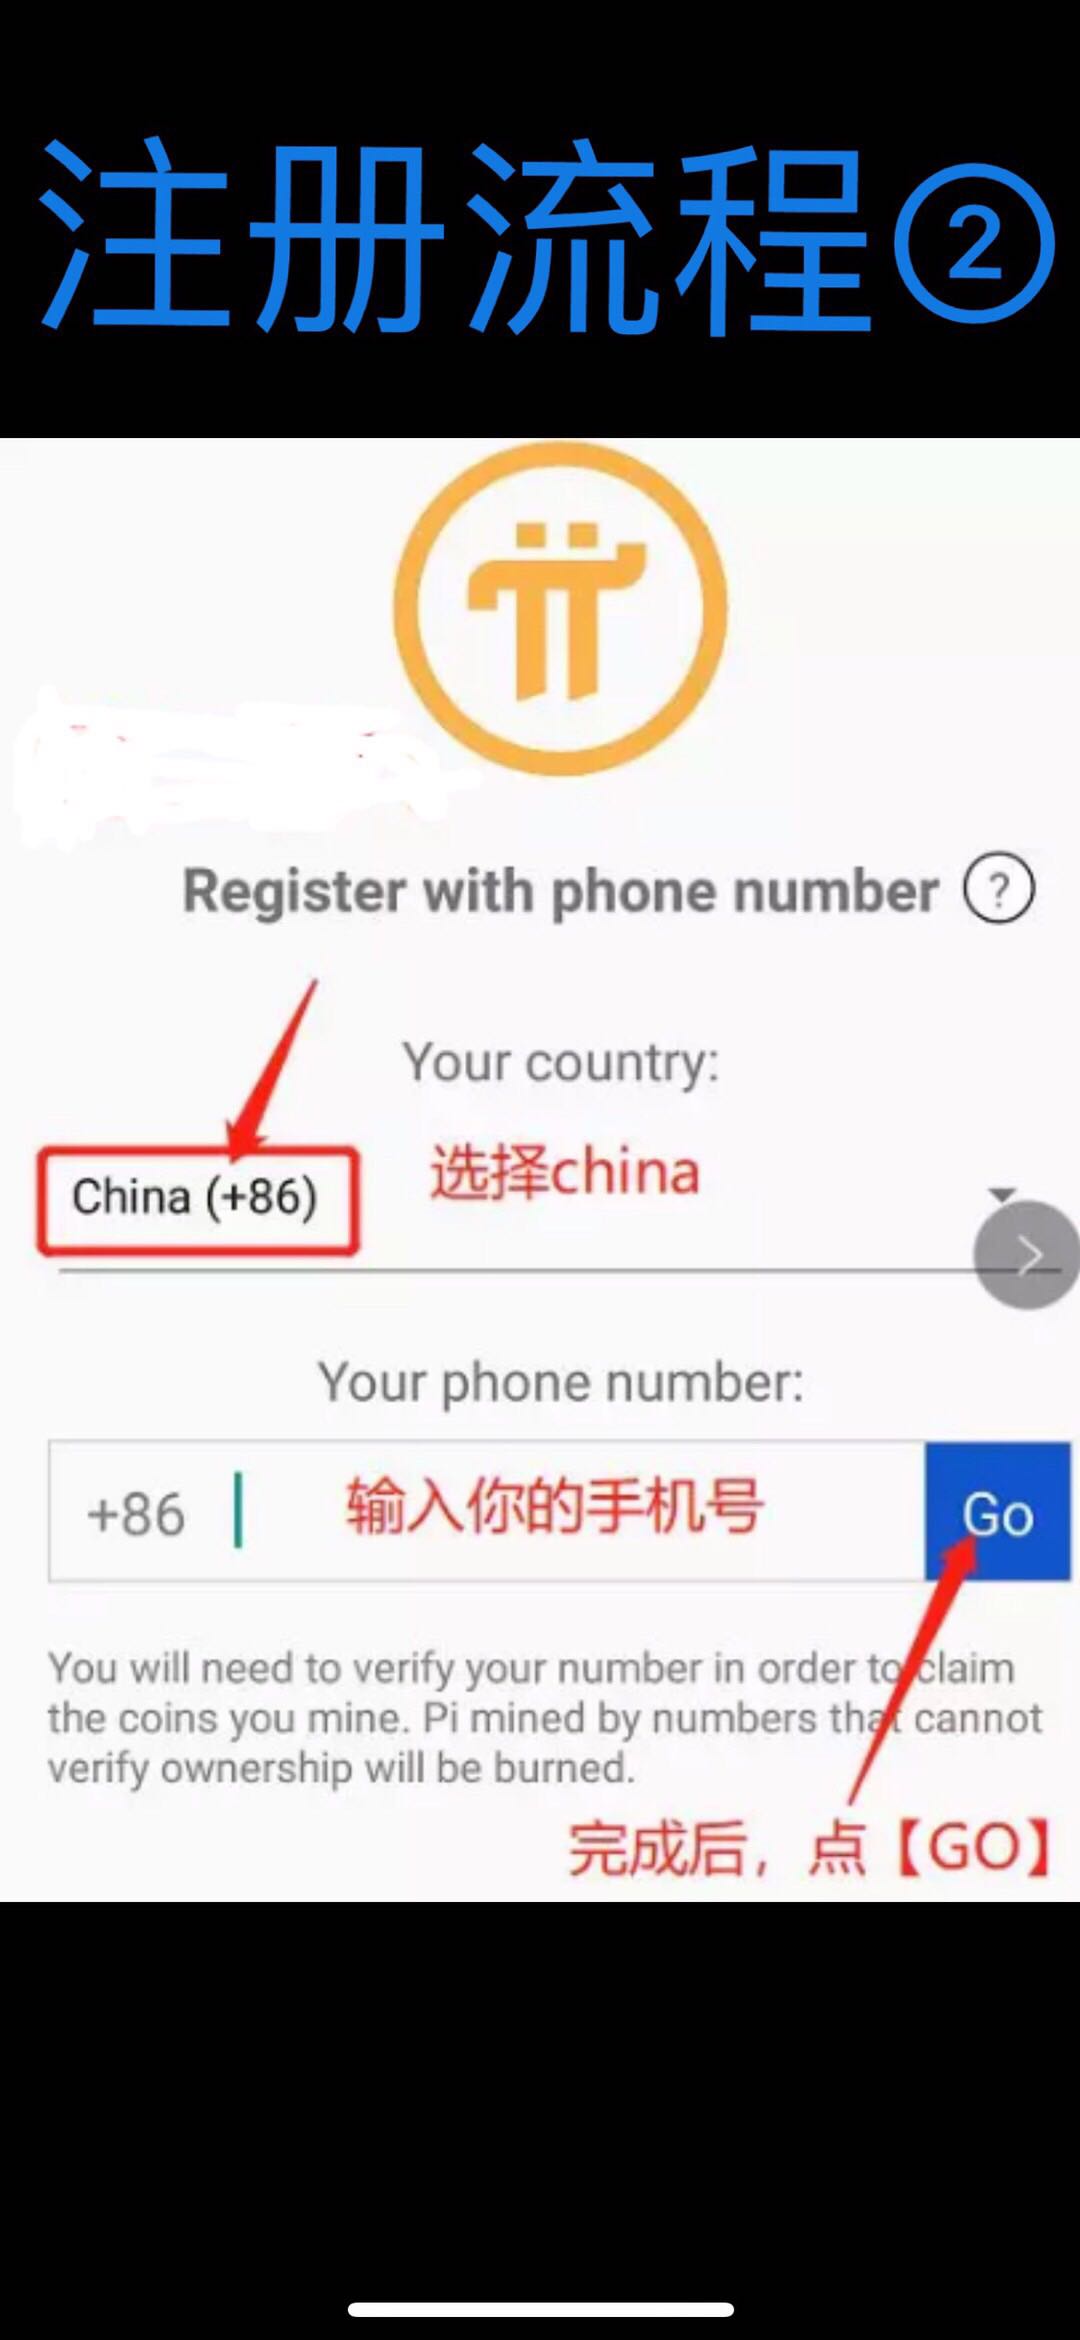 注册流程②
Register with phone number ?
Your country:
China (+86) 选择china
Your phone number:
+86 输入你的手机号 Go
You will need to verify your number in order to claim
the coins you mine. Pi mined by numbers that cannot
verify ownership will be burned.
完成后，点【GO】